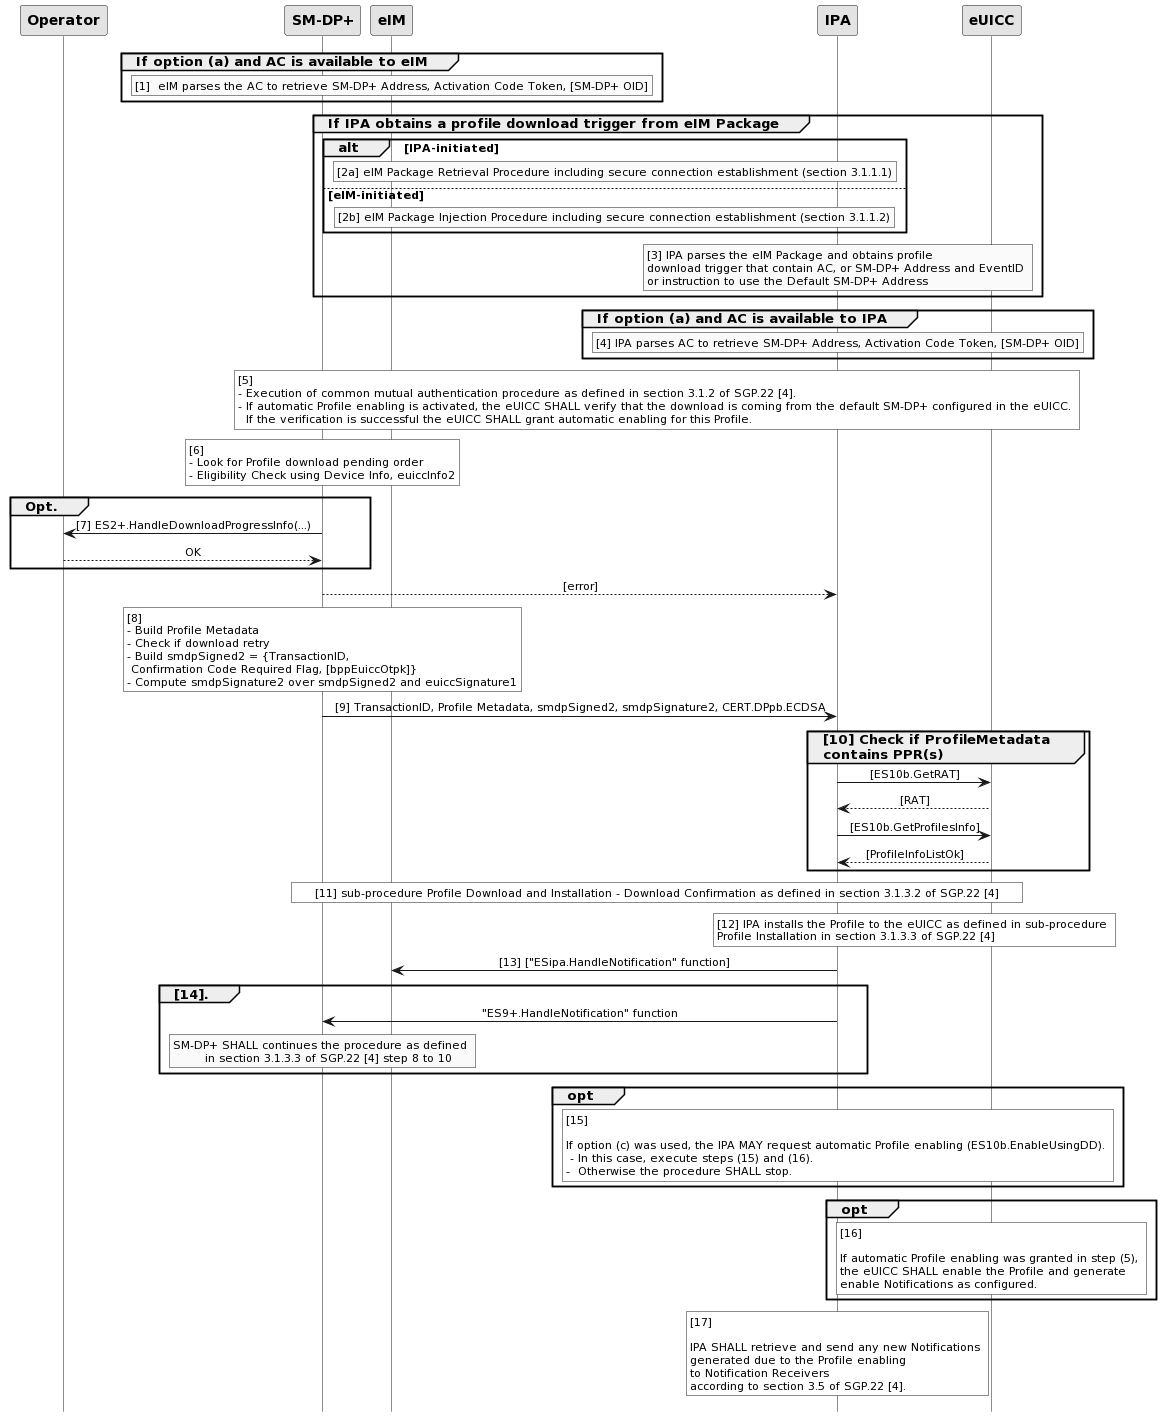 Operator SM-DP+ eIM IPA eUICC
If option (a) and AC is available to eIM
[1] eIM parses the AC to retrieve SM-DP+ Address, Activation Code Token, [SM-DP+ OID]
If IPA obtains a profile download trigger from eIM Package
alt [IPA-initiated]
[2a] eIM Package Retrieval Procedure including secure connection establishment (section 3.1.1.1)
[eIM-initiated]
[2b] eIM Package Injection Procedure including secure connection establishment (section 3.1.1.2)
[3] IPA parses the eIM Package and obtains profile
download trigger that contain AC, or SM-DP+ Address and EventID
or instruction to use the Default SM-DP+ Address
If option (a) and AC is available to IPA
[4] IPA parses AC to retrieve SM-DP+ Address, Activation Code Token, [SM-DP+ OID]
[5]
- Execution of common mutual authentication procedure as defined in section 3.1.2 of SGP.22 [4].
- If automatic Profile enabling is activated, the eUICC SHALL verify that the download is coming from the default SM-DP+ configured in the eUICC.
If the verification is successful the eUICC SHALL grant automatic enabling for this Profile.
[6]
- Look for Profile download pending order
- Eligibility Check using Device Info, euiccInfo2
Opt.
[7] ES2+.HandleDownloadProgressInfo(...)
OK
[error]
[8]
- Build Profile Metadata
- Check if download retry
- Build smdpSigned2 = {TransactionID,
Confirmation Code Required Flag, [bppEuiccOtpk]}
- Compute smdpSignature2 over smdpSigned2 and euiccSignature1
[9] TransactionID, Profile Metadata, smdpSigned2, smdpSignature2, CERT.DPpb.ECDSA
[10] Check if ProfileMetadata
contains PPR(s)
[ES10b.GetRAT]
[RAT]
[ES10b.GetProfilesInfo]
[ProfileInfoListOk]
[11] sub-procedure Profile Download and Installation - Download Confirmation as defined in section 3.1.3.2 of SGP.22 [4]
[12] IPA installs the Profile to the eUICC as defined in sub-procedure
Profile Installation in section 3.1.3.3 of SGP.22 [4]
[13] ["ESipa.HandleNotification" function]
[14].
"ES9+.HandleNotification" function
SM-DP+ SHALL continues the procedure as defined
in section 3.1.3.3 of SGP.22 [4] step 8 to 10
opt
[15]
If option (c) was used, the IPA MAY request automatic Profile enabling (ES10b.EnableUsingDD).
- In this case, execute steps (15) and (16).
- Otherwise the procedure SHALL stop.
opt
[16]
If automatic Profile enabling was granted in step (5),
the eUICC SHALL enable the Profile and generate
enable Notifications as configured.
[17]
IPA SHALL retrieve and send any new Notifications
generated due to the Profile enabling
to Notification Receivers
according to section 3.5 of SGP.22 [4].